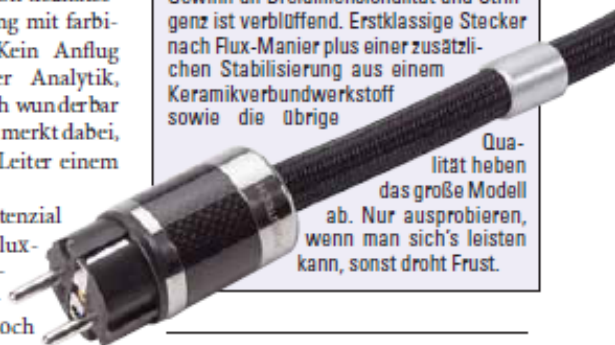 ng mit farbi-
Kein Anflug
er Analytik,
h wunderbar
merkt dabei,
Leiter einem
tenzial
lux-
och
Gewinn an Dreidimensionalität und Strin-
genz ist verblüffend. Erstklassige Stecker
nach Flux-Manier plus einer zusätzli-
chen Stabilisierung aus einem
Keramikverbundwerkstoff
sowie die übrige
Qua-
lität heben
das große Modell
ab. Nur ausprobieren,
wenn man sich's leisten
kann, sonst droht Frust.